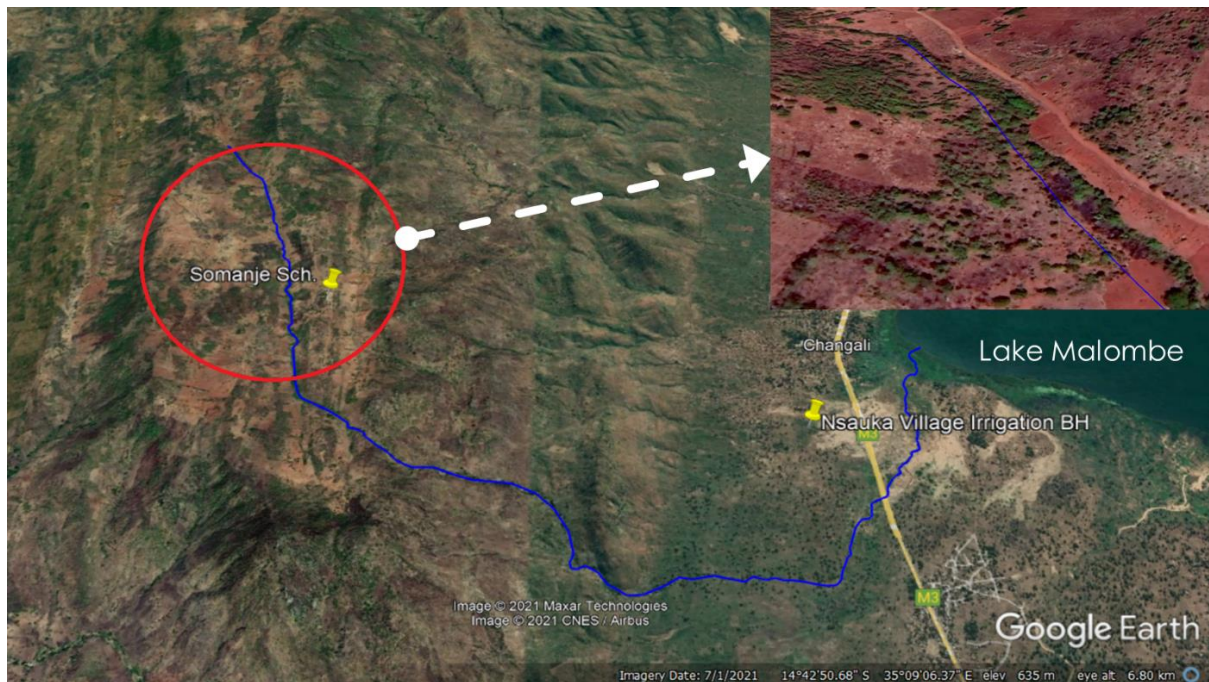 Somanje Sch.
Changali
Lake Malombe
Nsauka Village Irrigation BH
M3
M3
Image © 2021 Maxar Technologies
Image © 2021 CNES / Airbus
Google Earth
Imagery Date: 7/1/2021 14°42'50.68" S 35°09'06.37" E elev 635 m eye alt 6.80 km